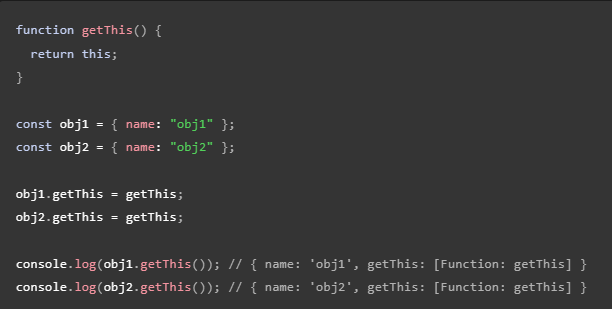 function getThis() {
  return this;
}
const obj1 = { name: "obj1" };
const obj2 = { name: "obj2" };
obj1.getThis = getThis;
obj2.getThis = getThis;
console.log(obj1.getThis()); // { name: 'obj1', getThis: [Function: getThis] }
console.log(obj2.getThis()); // { name: 'obj2', getThis: [Function: getThis] }